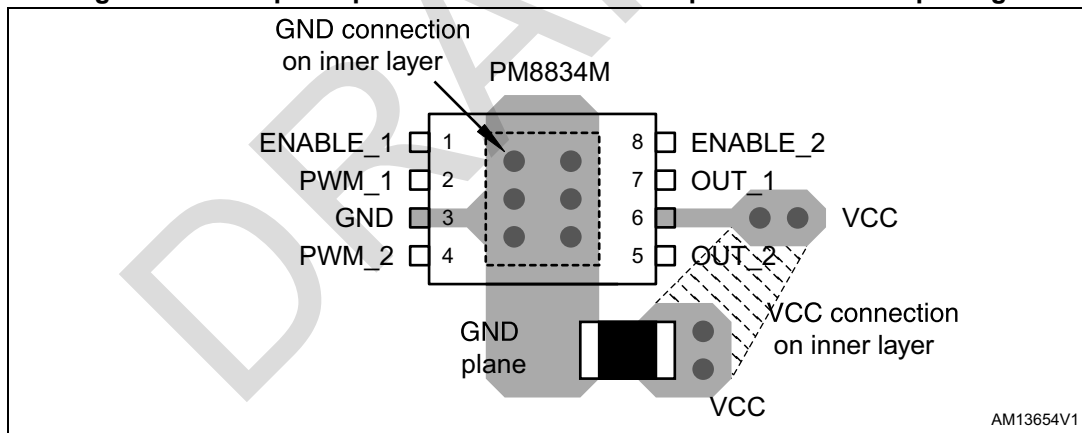 GND connection
on inner layer
PM8834M
ENABLE_1 1 8 ENABLE_2
PWM_1 2 7 OUT_1
GND 3 6 VCC
PWM_2 4 5 OUT_2
GND
plane
VCC connection
on inner layer
VCC
AM13654V1
DRA